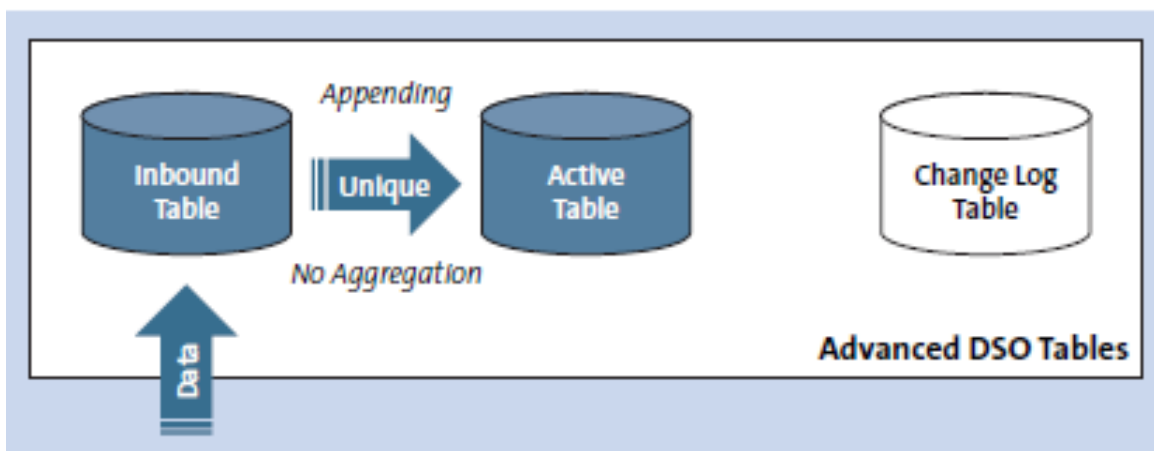 Appending
Inbound
Table
Unique
Active
Table
Change Log
Table
No Aggregation
Data
Advanced DSO Tables